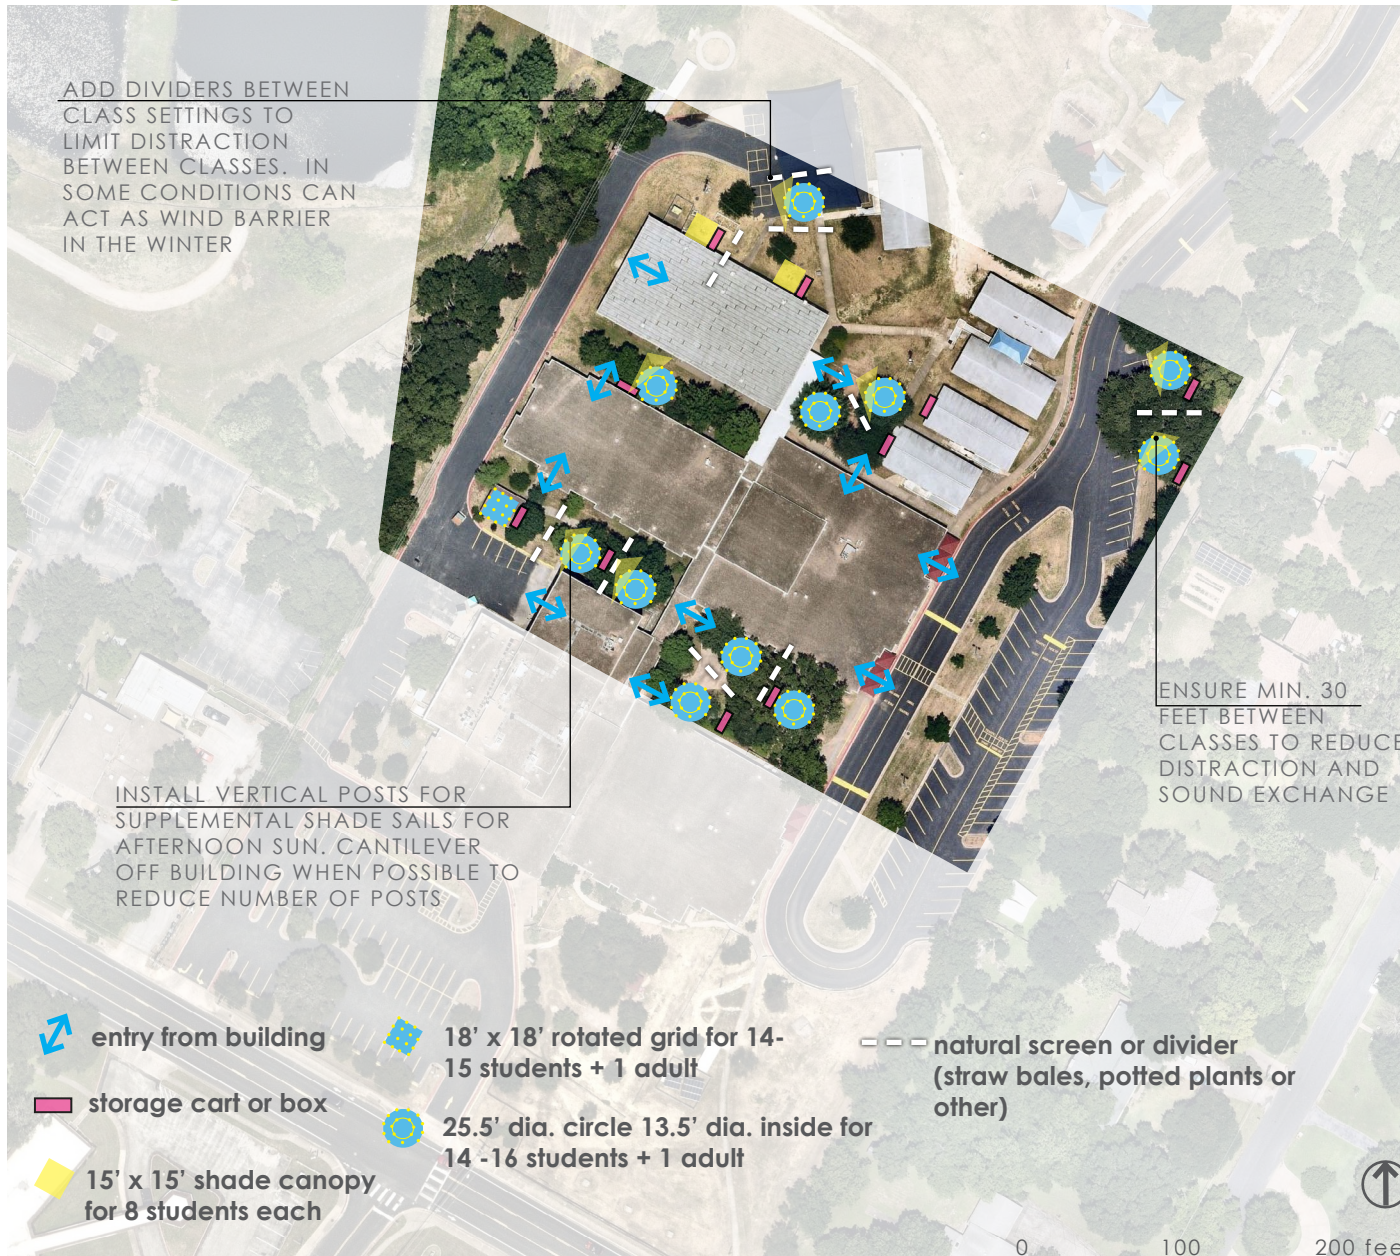 ADD DIVIDERS BETWEEN
CLASS SETTINGS TO
LIMIT DISTRACTION
BETWEEN CLASSES. IN
SOME CONDITIONS CAN
ACT AS WIND BARRIER
IN THE WINTER
ENSURE MIN. 30
FEET BETWEEN
CLASSES TO REDUCE
DISTRACTION AND
SOUND EXCHANGE
INSTALL VERTICAL POSTS FOR
SUPPLEMENTAL SHADE SAILS FOR
AFTERNOON SUN. CANTILEVER
OFF BUILDING WHEN POSSIBLE TO
REDUCE NUMBER OF POSTS
entry from building
storage cart or box
15' x 15' shade canopy
for 8 students each
18' x 18' rotated grid for 14-
15 students + 1 adult
25.5' dia. circle 13.5' dia. inside for
14 -16 students + 1 adult
natural screen or divider
(straw bales, potted plants or
other)
0 100 200 fee